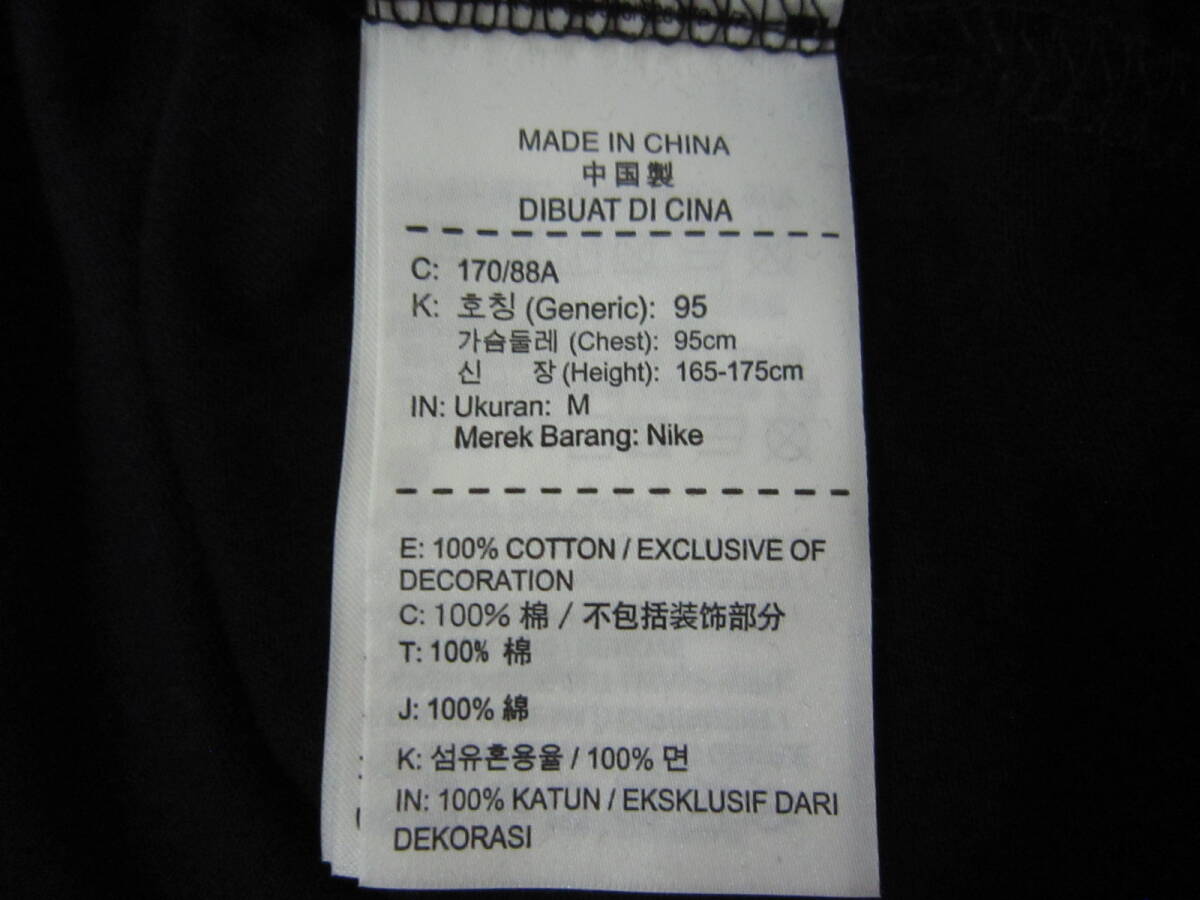 MADE IN CHINA
中国製
DIBUAT DI CINA
C: 170/88A
K: 호칭 (Generic): 95
가슴둘레 (Chest): 95cm
신 장 (Height): 165-175cm
IN: Ukuran: M
Merek Barang: Nike
E: 100% COTTON / EXCLUSIVE OF
DECORATION
C: 100% 棉 / 不包括装饰部分
T: 100% 棉
J: 100% 綿
K: 섬유혼용율 / 100% 면
IN: 100% KATUN / EKSKLUSIF DARI
DEKORASI